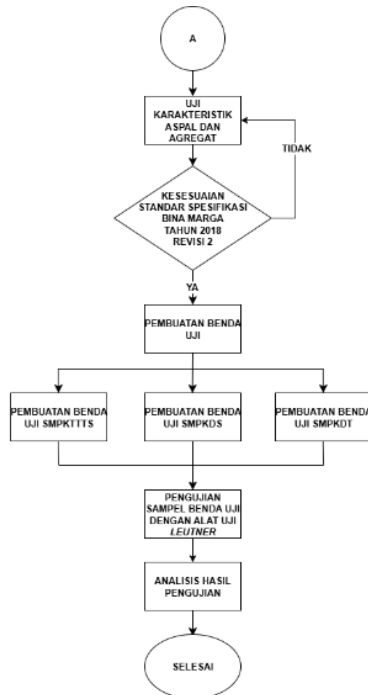 A
UJI
KARAKTERISTIK
ASPAL DAN
AGREGAT
TIDAK
KESESUAIAN
STANDAR SPESIFIKASI
BINA MARGA
TAHUN 2018
REVISI 2
YA
PEMBUATAN BENDA
UJI
PEMBUATAN BENDA
UJI SMPKTTTS
PEMBUATAN BENDA
UJI SMPKDS
PEMBUATAN BENDA
UJI SMPKDT
PENGUJIAN
SAMPEL BENDA UJI
DENGAN ALAT UJI
LEUTNER
ANALISIS HASIL
PENGUJIAN
SELESAI